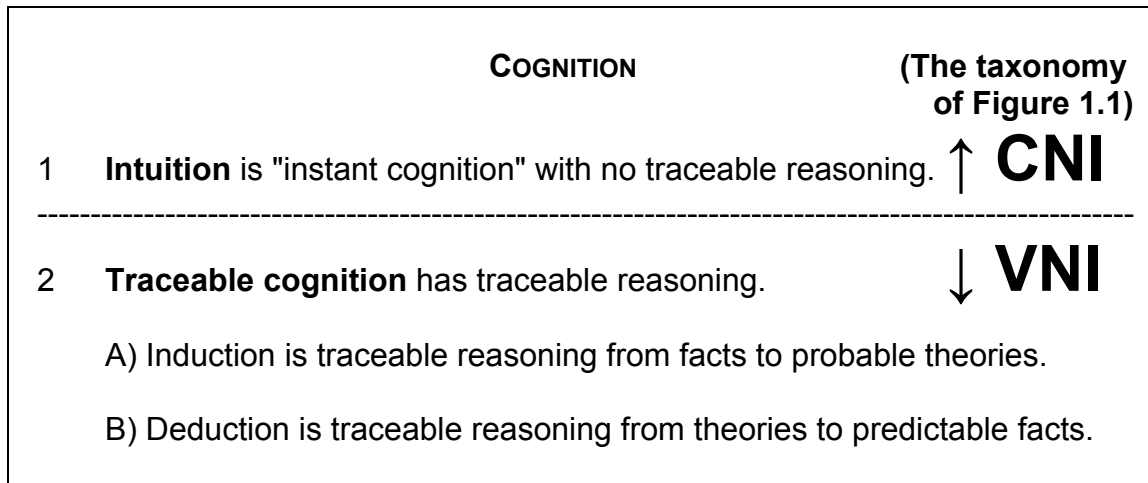 COGNITION (The taxonomy
of Figure 1.1)
1 Intuition is "instant cognition" with no traceable reasoning. ↑ CNI
-----------------------------------------------------------------------------------------------------------
2 Traceable cognition has traceable reasoning. ↓ VNI
A) Induction is traceable reasoning from facts to probable theories.
B) Deduction is traceable reasoning from theories to predictable facts.